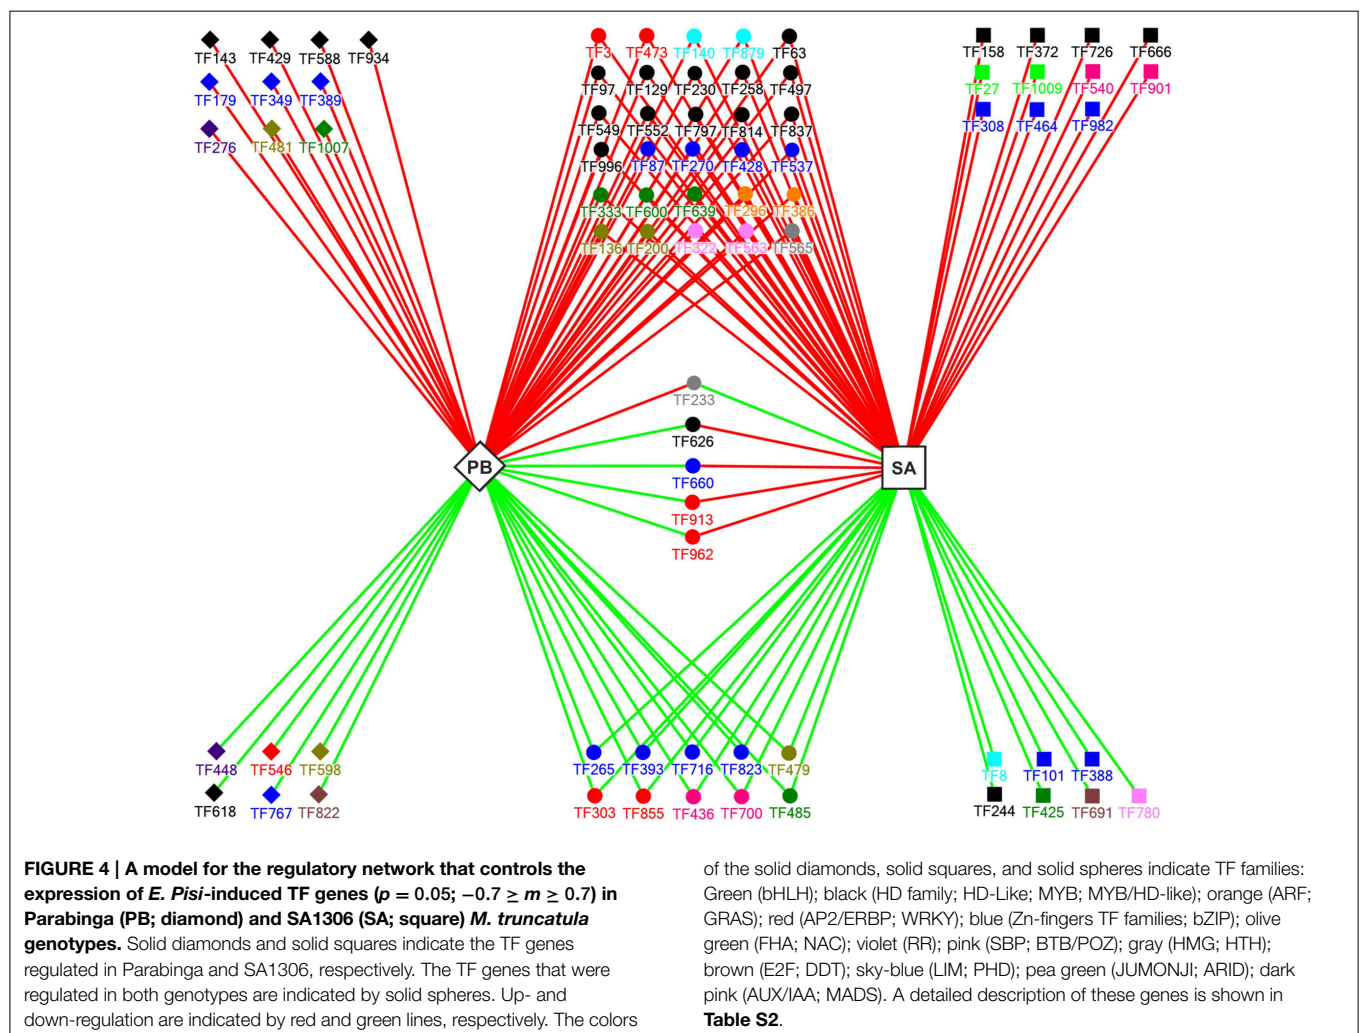 TF143 TF429 TF588 TF934
TF179 TF349 TF389
TF276 TF481 TF1007
TF3 TF473 TF140 TF879 TF63
TF97 TF129 TF230 TF258 TF497
TF549 TF552 TF797 TF814 TF837
TF996 TF87 TF270 TF428 TF537
TF333 TF600 TF639 TF296 TF386
TF136 TF200 TF322 TF563 TF565
TF158 TF372 TF726 TF666
TF27 TF1009 TF540 TF901
TF308 TF464 TF982
TF233
TF626
PB
SA
TF660
TF913
TF962
TF448 TF546 TF598
TF618 TF767 TF822
TF265 TF393 TF716 TF823 TF479
TF303 TF855 TF436 TF700 TF485
TF8 TF101 TF388
TF244 TF425 TF691 TF780
FIGURE 4 | A model for the regulatory network that controls the
expression of E. Pisi-induced TF genes (p = 0.05; −0.7 ≥ m ≥ 0.7) in
Parabinga (PB; diamond) and SA1306 (SA; square) M. truncatula
genotypes. Solid diamonds and solid squares indicate the TF genes
regulated in Parabinga and SA1306, respectively. The TF genes that were
regulated in both genotypes are indicated by solid spheres. Up- and
down-regulation are indicated by red and green lines, respectively. The colors
of the solid diamonds, solid squares, and solid spheres indicate TF families:
Green (bHLH); black (HD family; HD-Like; MYB; MYB/HD-like); orange (ARF;
GRAS); red (AP2/ERBP; WRKY); blue (Zn-fingers TF families; bZIP); olive
green (FHA; NAC); violet (RR); pink (SBP; BTB/POZ); gray (HMG; HTH);
brown (E2F; DDT); sky-blue (LIM; PHD); pea green (JUMONJI; ARID); dark
pink (AUX/IAA; MADS). A detailed description of these genes is shown in
Table S2.